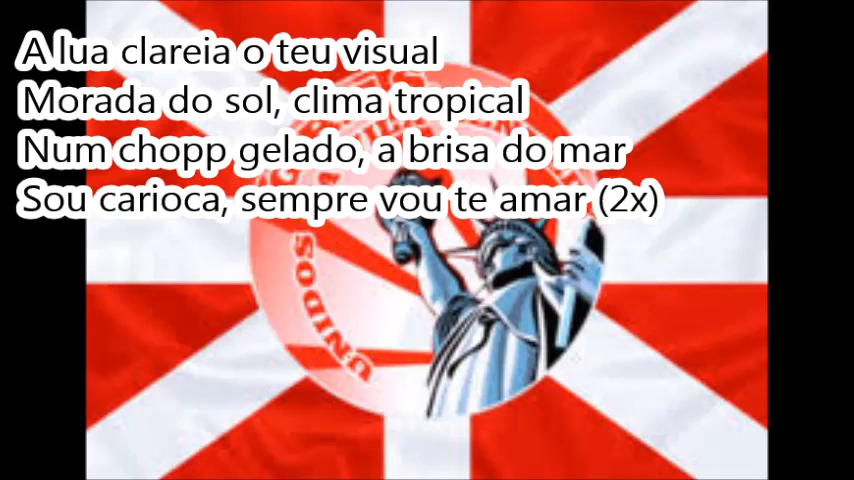 A lua clareia o teu visual
Morada do sol, clima tropical
Num chopp gelado, a brisa do mar
Sou carioca, sempre vou te amar (2x)
UNIDOS